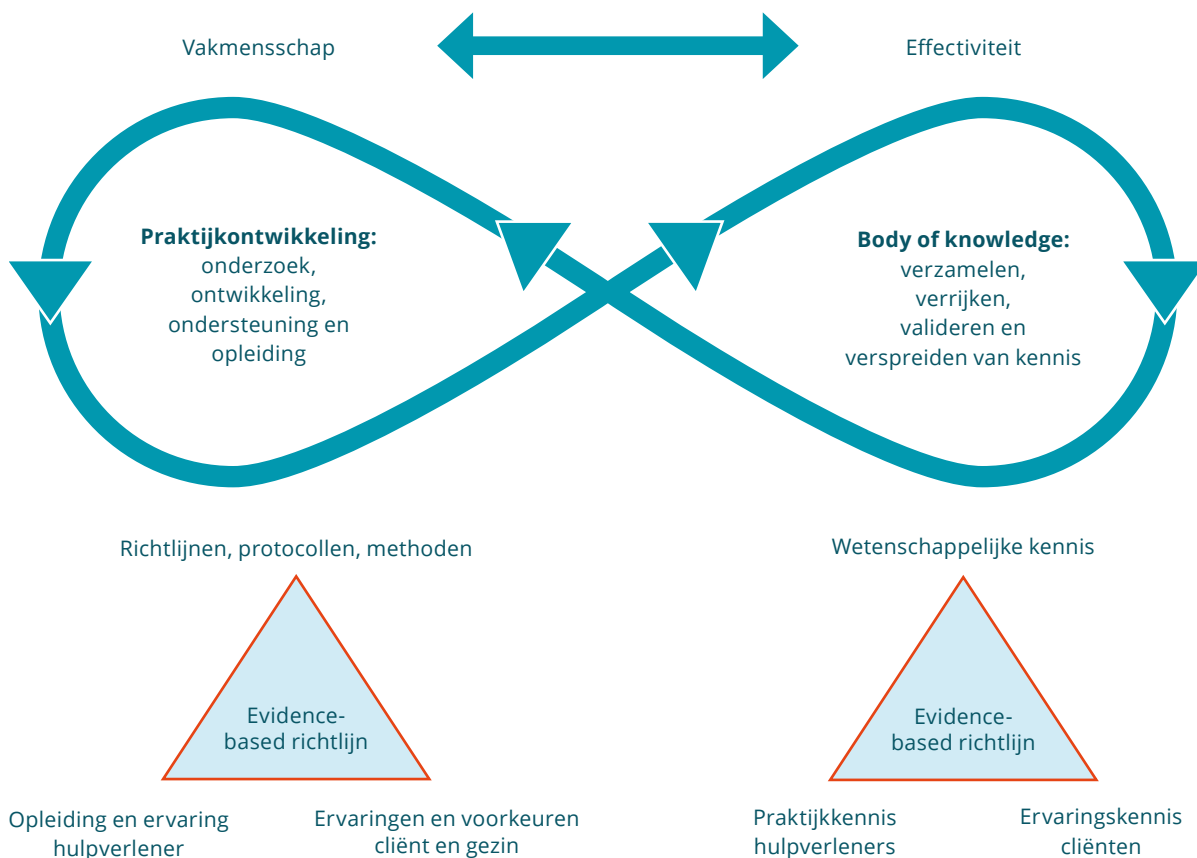 Vakmensschap
Effectiviteit
Praktijkontwikkeling:
onderzoek,
ontwikkeling,
ondersteuning en
opleiding
Body of knowledge:
verzamelen,
verrijken,
valideren en
verspreiden van kennis
Richtlijnen, protocollen, methoden
Evidence-
based richtlijn
Opleiding en ervaring
hulpverlener
Ervaringen en voorkeuren
cliënt en gezin
Wetenschappelijke kennis
Evidence-
based richtlijn
Praktijkkennis
hulpverleners
Ervaringskennis
cliënten